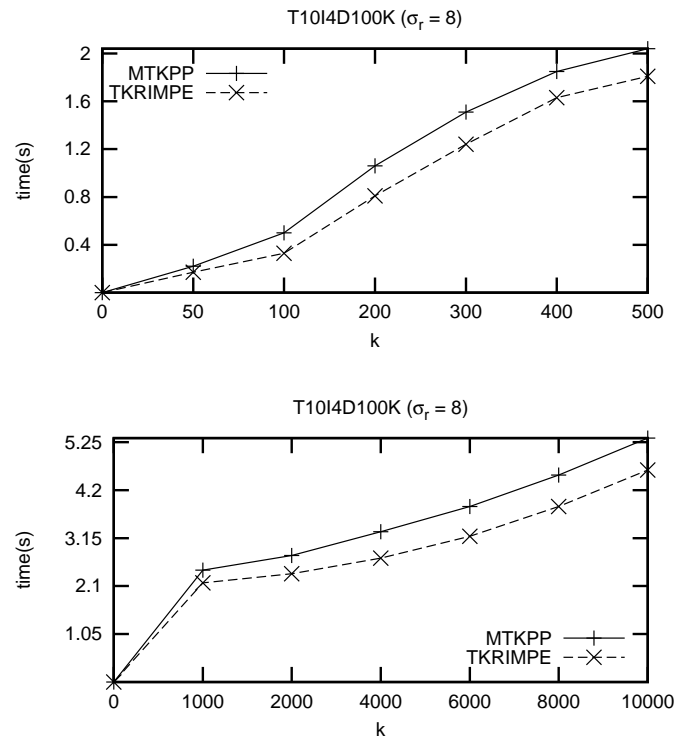 T10I4D100K (σr = 8)
2
1.6
1.2
0.8
0.4
time(s)
MTKPP
TKRIMPE
0 50 100 200 300 400 500
k
T10I4D100K (σr = 8)
5.25
4.2
3.15
2.1
1.05
time(s)
MTKPP
TKRIMPE
0 1000 2000 4000 6000 8000 10000
k